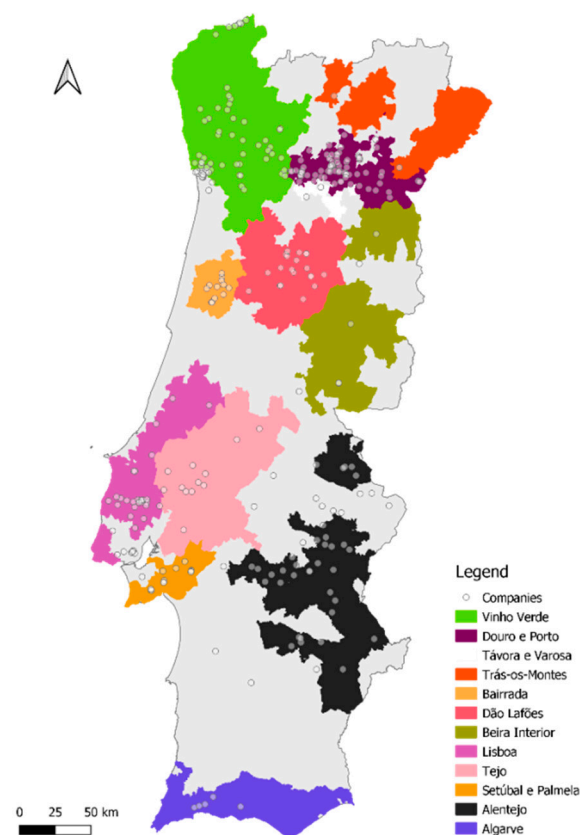 Legend
Companies
Vinho Verde
Douro e Porto
Távora e Varosa
Trás-os-Montes
Bairrada
Dão Lafões
Beira Interior
Lisboa
Tejo
Setúbal e Palmela
Alentejo
Algarve
0 25 50 km